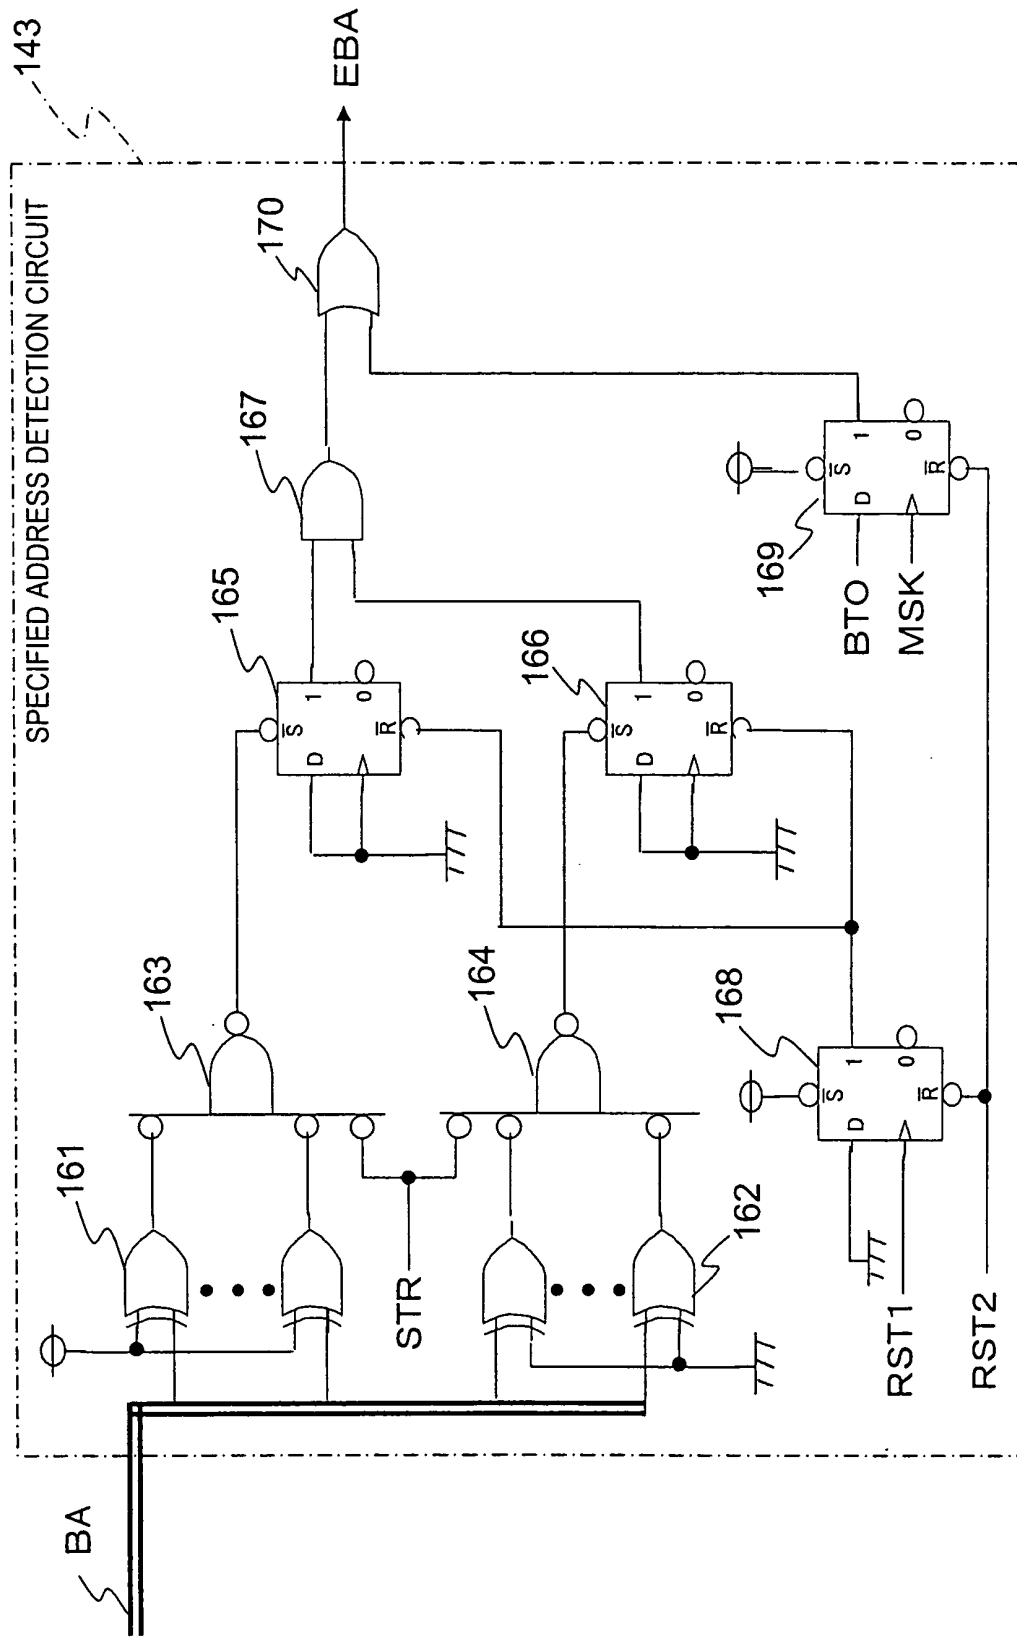 143
SPECIFIED ADDRESS DETECTION CIRCUIT
EBA
170
167
165
S
D
1
0
R
166
S
D
1
0
R
169
S
D
1
0
R
BTO
MSK
163
164
168
S
D
1
0
R
161
162
STR
RST1
RST2
BA